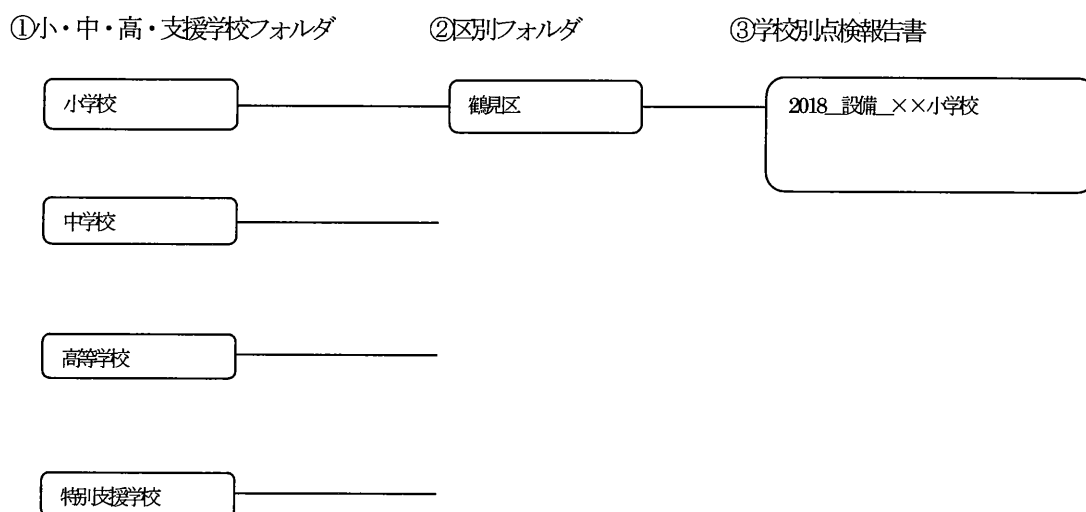 ①小・中・高・支援学校フォルダ ②区別フォルダ ③学校別点検報告書
小学校 鶴見区 2018__設備__××小学校
中学校
高等学校
特別支援学校